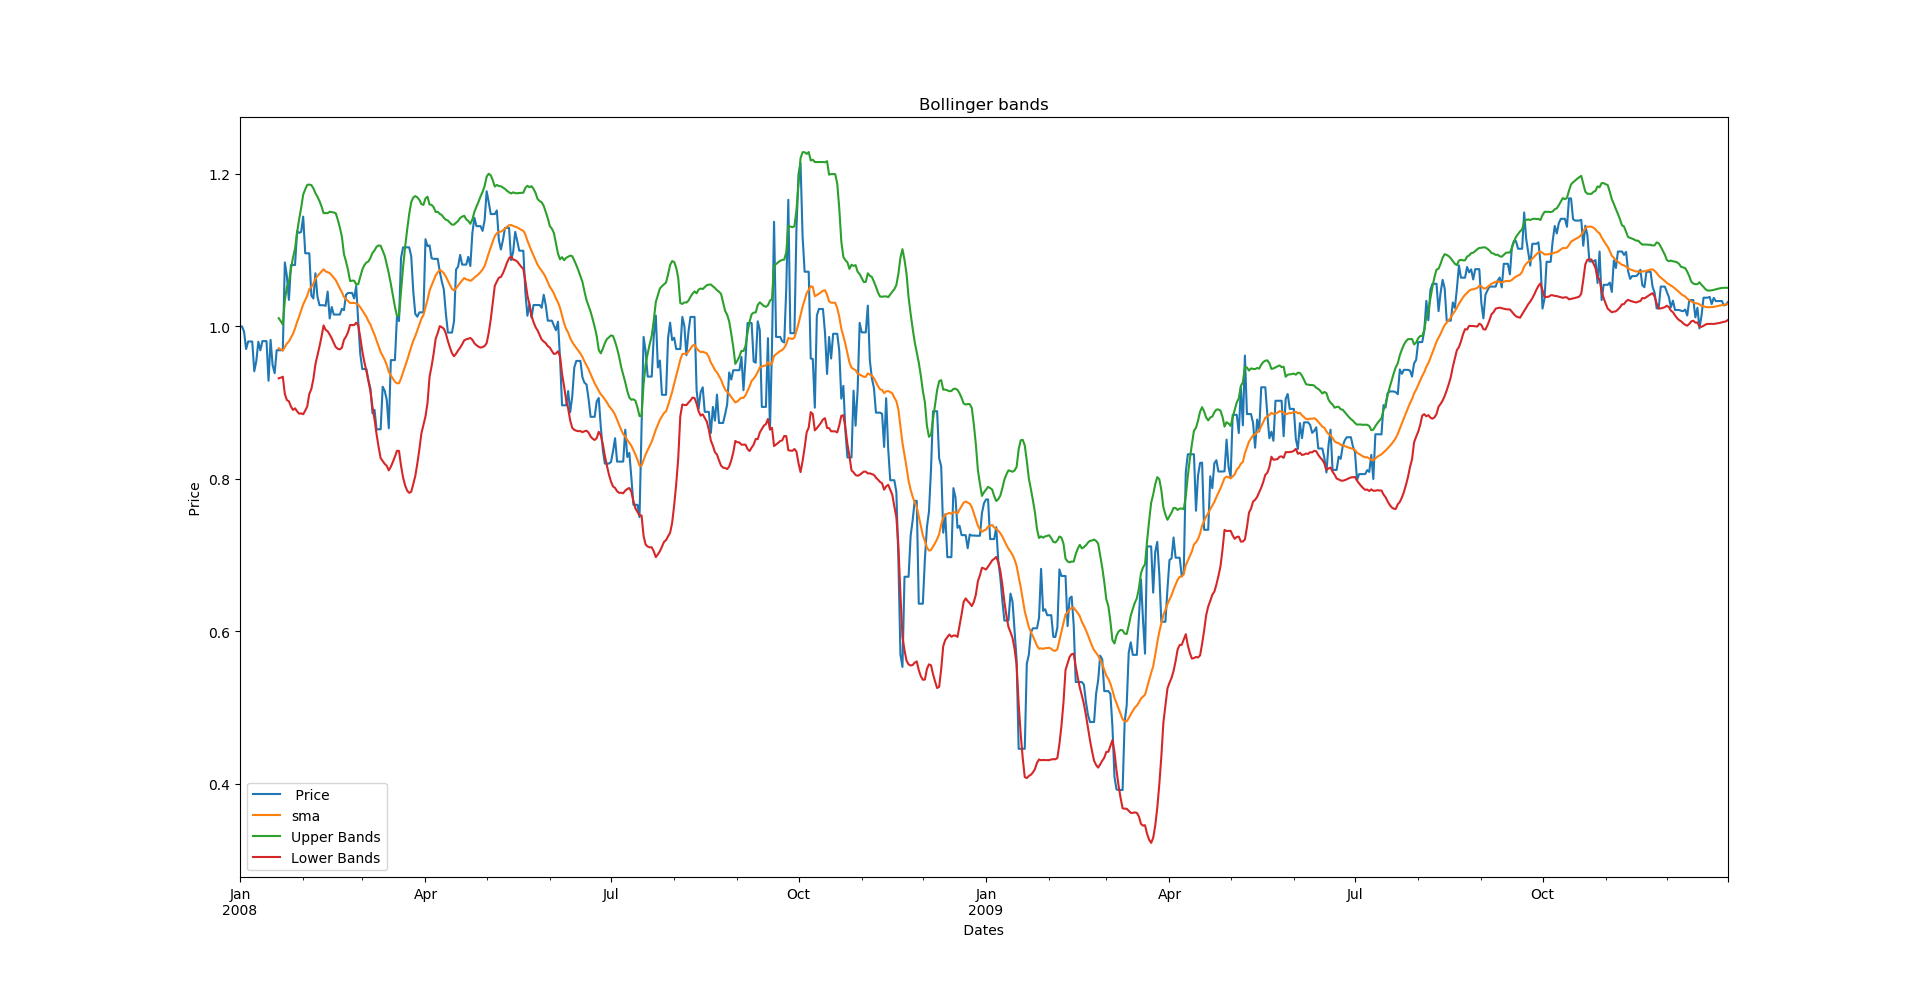 Bollinger bands
1.2
1.0
0.8
0.6
0.4
Price
Price
sma
Upper Bands
Lower Bands
Jan
2008
Apr
Jul
Oct
Jan
2009
Apr
Jul
Oct
Dates